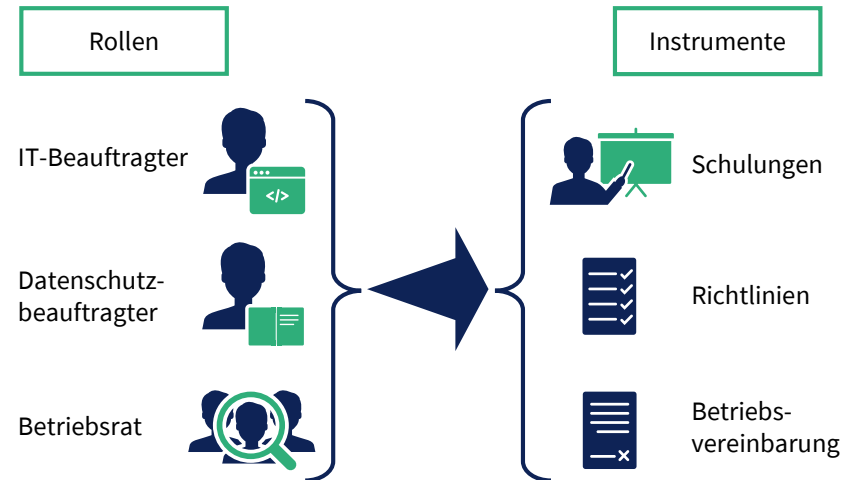 Rollen
Instrumente
IT-Beauftragter
</>
Schulungen
Datenschutz-
beauftragter
Richtlinien
Betriebsrat
Betriebs-
vereinbarung